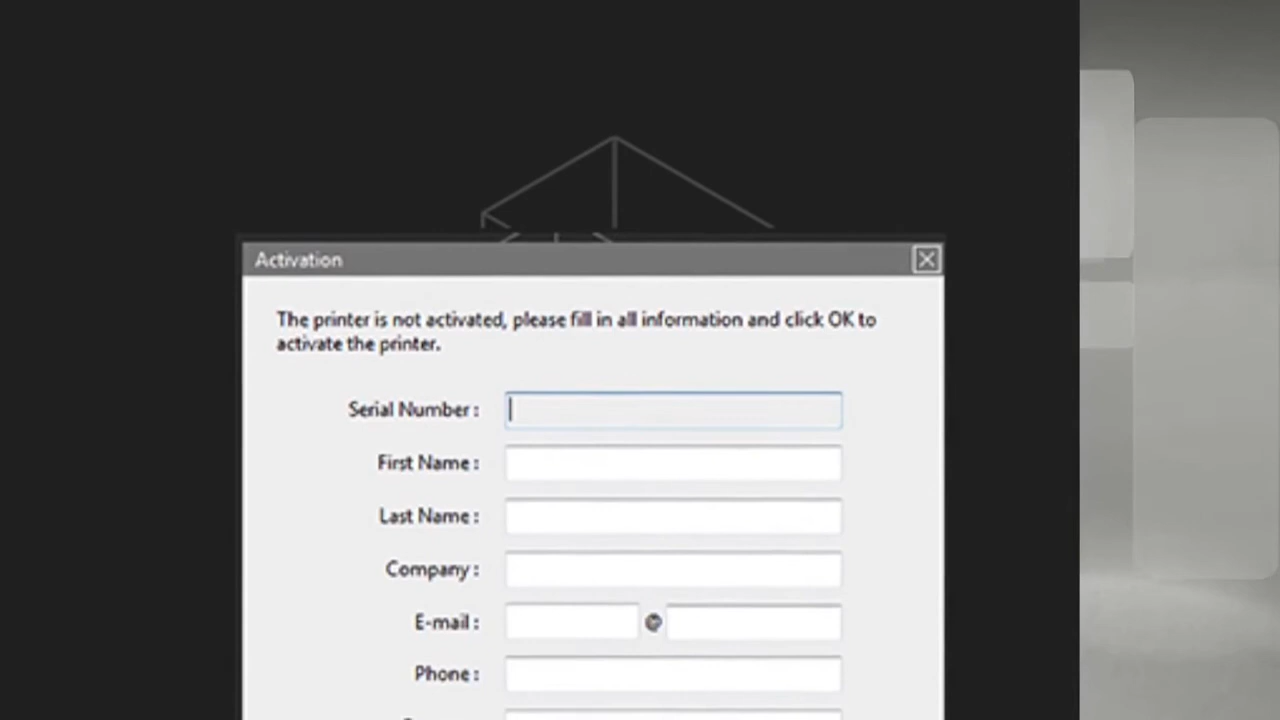 Activation
The printer is not activated, please fill in all information and click OK to
activate the printer.
Serial Number :
First Name :
Last Name :
Company :
E-mail : @
Phone :